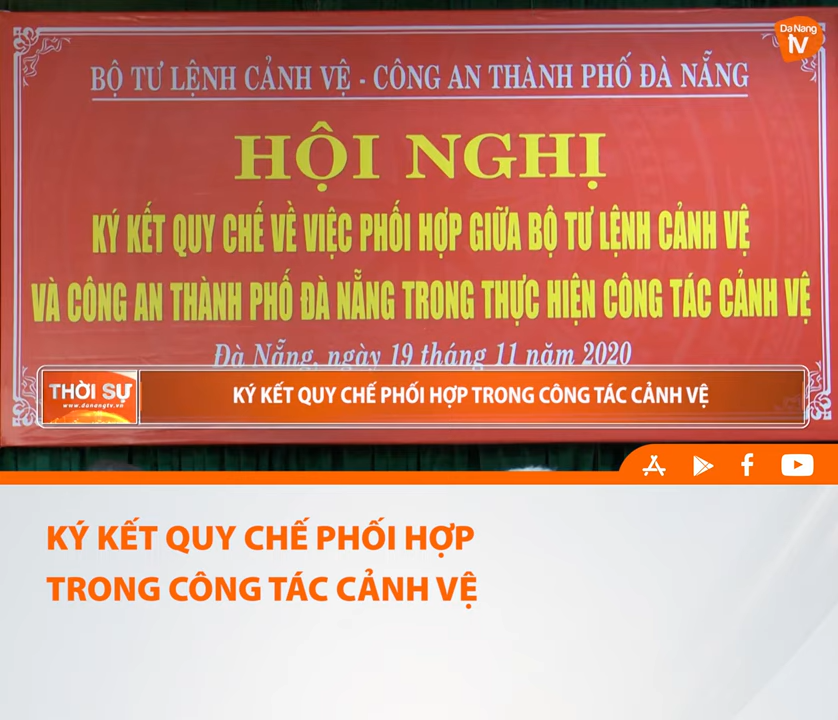 Da Nang
tv
BỘ TƯ LỆNH CẢNH VỆ - CÔNG AN THÀNH PHỐ ĐÀ NẴNG
HỘI NGHỊ
KÝ KẾT QUY CHẾ VỀ VIỆC PHỐI HỢP GIỮA BỘ TƯ LỆNH CẢNH VỆ
VÀ CÔNG AN THÀNH PHỐ ĐÀ NẴNG TRONG THỰC HIỆN CÔNG TÁC CẢNH VỆ
Đà Nẵng, ngày 19 tháng 11 năm 2020
THỜI SỰ
www.danangtv.vn
KÝ KẾT QUY CHẾ PHỐI HỢP TRONG CÔNG TÁC CẢNH VỆ
KÝ KẾT QUY CHẾ PHỐI HỢP
TRONG CÔNG TÁC CẢNH VỆ